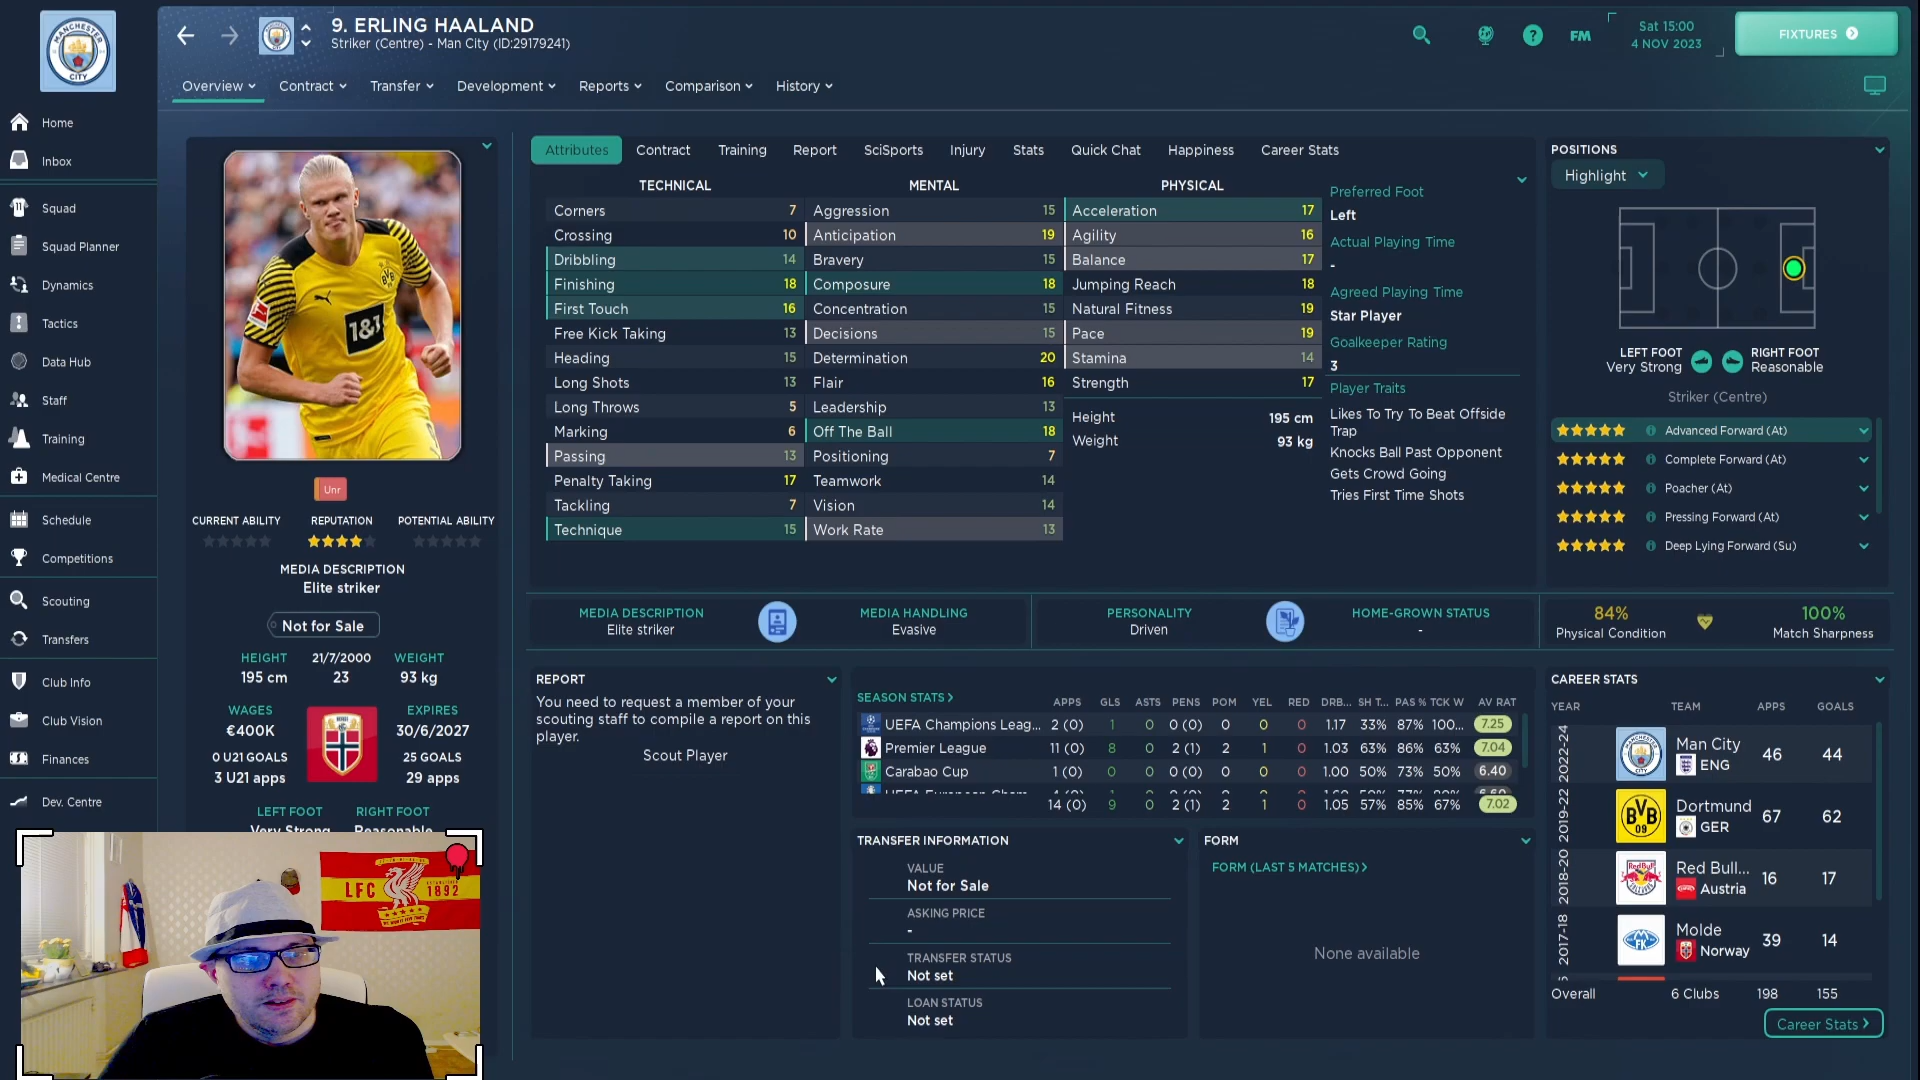 9. ERLING HAALAND
Striker (Centre) - Man City (ID:29179241)
FM
Sat 15:00
4 NOV 2023
FIXTURES
Overview
Contract
Transfer
Development
Reports
Comparison
History
MANCHESTER
CITY
Home
Inbox
Squad
Squad Planner
Dynamics
Tactics
Data Hub
Staff
Training
Medical Centre
Schedule
Competitions
Scouting
Transfers
Club Info
Club Vision
Finances
Dev. Centre
1&1
BVB
09
Unr
CURRENT ABILITY
REPUTATION
POTENTIAL ABILITY
MEDIA DESCRIPTION
Elite striker
Not for Sale
HEIGHT 21/7/2000 WEIGHT
195 cm 23 93 kg
WAGES EXPIRES
€400K 30/6/2027
0 U21 GOALS 25 GOALS
3 U21 apps 29 apps
LEFT FOOT RIGHT FOOT
Very Strong Reasonable
Attributes
Contract
Training
Report
SciSports
Injury
Stats
Quick Chat
Happiness
Career Stats
TECHNICAL
Corners 7
Crossing 10
Dribbling 14
Finishing 18
First Touch 16
Free Kick Taking 13
Heading 15
Long Shots 13
Long Throws 5
Marking 6
Passing 13
Penalty Taking 17
Tackling 7
Technique 15
MENTAL
Aggression 15
Anticipation 19
Bravery 15
Composure 18
Concentration 15
Decisions 15
Determination 20
Flair 16
Leadership 13
Off The Ball 18
Positioning 7
Teamwork 14
Vision 14
Work Rate 13
PHYSICAL
Acceleration 17
Agility 16
Balance 17
Jumping Reach 18
Natural Fitness 19
Pace 19
Stamina 14
Strength 17
Height 195 cm
Weight 93 kg
Preferred Foot
Left
Actual Playing Time
-
Agreed Playing Time
Star Player
Goalkeeper Rating
3
Player Traits
Likes To Try To Beat Offside
Trap
Knocks Ball Past Opponent
Gets Crowd Going
Tries First Time Shots
POSITIONS
Highlight
LEFT FOOT
Very Strong
RIGHT FOOT
Reasonable
Striker (Centre)
Advanced Forward (At)
Complete Forward (At)
Poacher (At)
Pressing Forward (At)
Deep Lying Forward (Su)
MEDIA DESCRIPTION
Elite striker
MEDIA HANDLING
Evasive
PERSONALITY
Driven
HOME-GROWN STATUS
-
84%
Physical Condition
100%
Match Sharpness
REPORT
You need to request a member of your
scouting staff to compile a report on this
player.
Scout Player
SEASON STATS APPS GLS ASTS PENS POM YEL RED DRB... SH T... PAS % TCK W AV RAT
UEFA Champions Leag... 2 (0) 1 0 0 (0) 0 0 0 1.17 33% 87% 100... 7.25
Premier League 11 (0) 8 0 2 (1) 2 1 0 1.03 63% 86% 63% 7.04
Carabao Cup 1 (0) 0 0 0 (0) 0 0 0 1.00 50% 73% 50% 6.40
14 (0) 9 0 2 (1) 2 1 0 1.05 57% 85% 67% 7.02
TRANSFER INFORMATION
VALUE
Not for Sale
ASKING PRICE
-
TRANSFER STATUS
Not set
LOAN STATUS
Not set
FORM
FORM (LAST 5 MATCHES)
None available
CAREER STATS
YEAR TEAM APPS GOALS
2022-24 Man City ENG 46 44
2019-22 Dortmund GER 67 62
2018-20 Red Bull... Austria 16 17
2017-18 Molde Norway 39 14
Overall 6 Clubs 198 155
Career Stats
LFC
1892